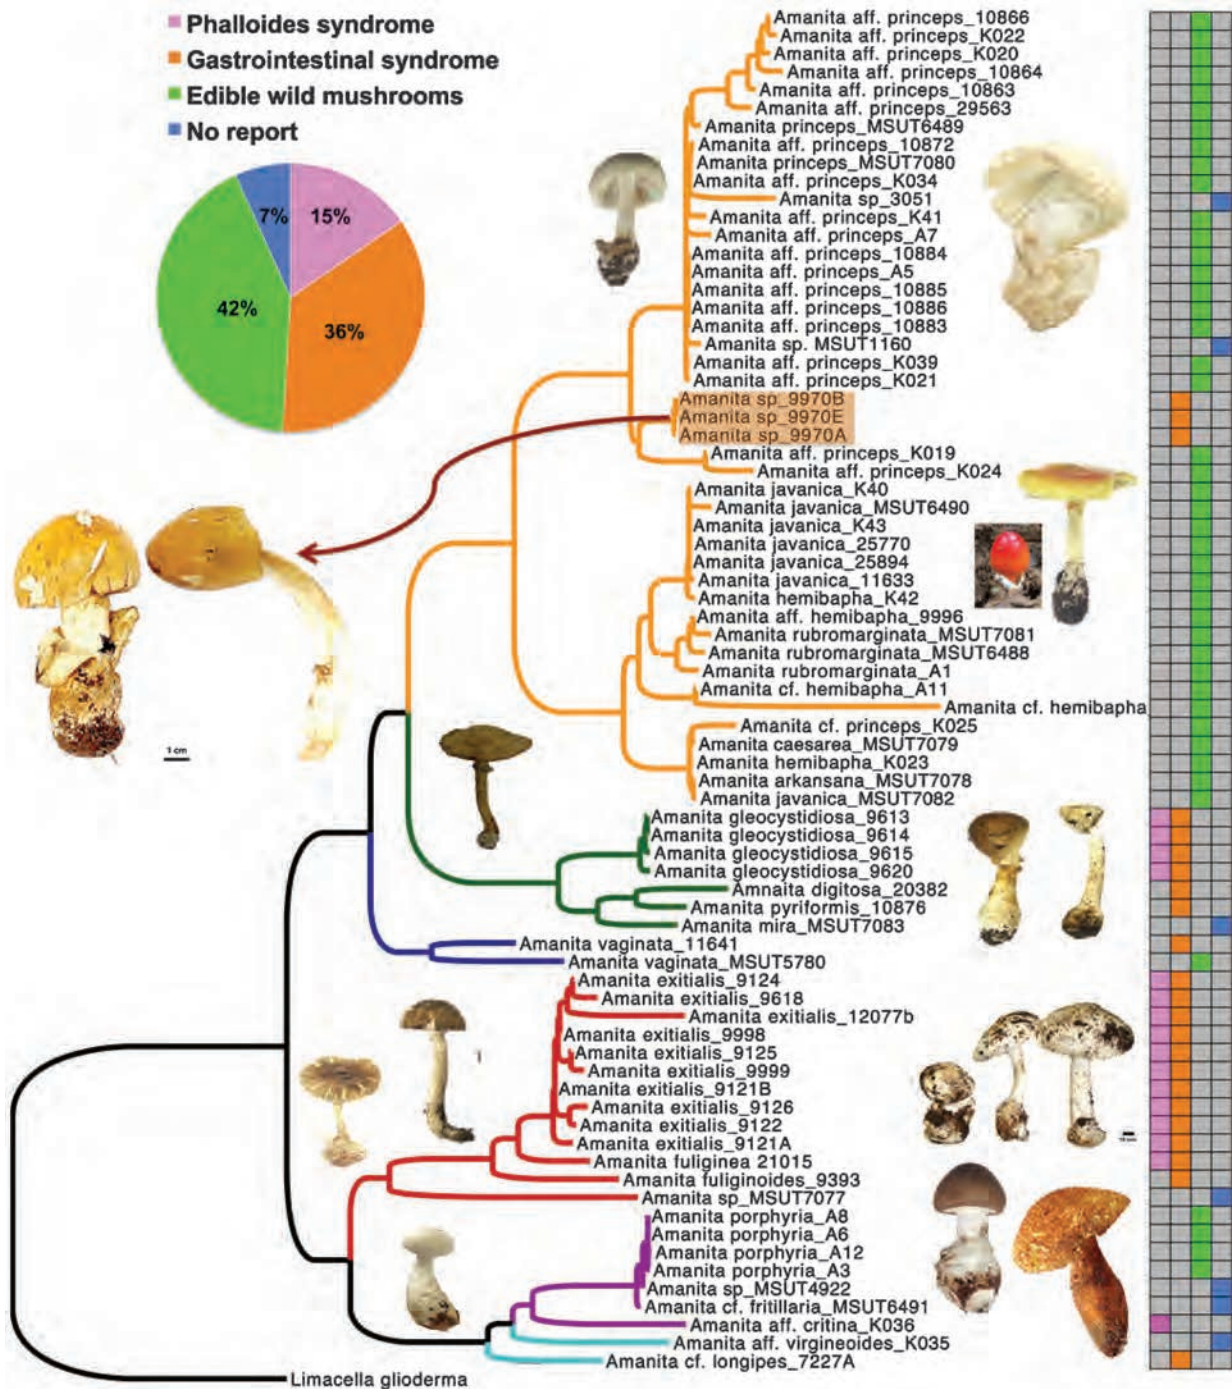 Phalloides syndrome
Gastrointestinal syndrome
Edible wild mushrooms
No report
7%
15%
42%
36%
1 cm
Amanita aff. princeps_10866
Amanita aff. princeps_K022
Amanita aff. princeps_K020
Amanita aff. princeps_10864
Amanita aff. princeps_10863
Amanita aff. princeps_29563
Amanita princeps_MSUT6489
Amanita aff. princeps_10872
Amanita princeps_MSUT7080
Amanita aff. princeps_K034
Amanita sp_3051
Amanita aff. princeps_K41
Amanita aff. princeps_A7
Amanita aff. princeps_10884
Amanita aff. princeps_A5
Amanita aff. princeps_10885
Amanita aff. princeps_10886
Amanita aff. princeps_10883
Amanita sp. MSUT1160
Amanita aff. princeps_K039
Amanita aff. princeps_K021
Amanita sp_9970B
Amanita sp_9970E
Amanita sp_9970A
Amanita aff. princeps_K019
Amanita aff. princeps_K024
Amanita javanica_K40
Amanita javanica_MSUT6490
Amanita javanica_K43
Amanita javanica_25770
Amanita javanica_25894
Amanita javanica_11633
Amanita hemibapha_K42
Amanita aff. hemibapha_9996
Amanita rubromarginata_MSUT7081
Amanita rubromarginata_MSUT6488
Amanita rubromarginata_A1
Amanita cf. hemibapha_A11
Amanita cf. hemibapha
Amanita cf. princeps_K025
Amanita caesarea_MSUT7079
Amanita hemibapha_K023
Amanita arkansana_MSUT7078
Amanita javanica_MSUT7082
Amanita gleocystidiosa_9613
Amanita gleocystidiosa_9614
Amanita gleocystidiosa_9615
Amanita gleocystidiosa_9620
Amnaita digitosa_20382
Amanita pyriformis_10876
Amanita mira_MSUT7083
Amanita vaginata_11641
Amanita vaginata_MSUT5780
Amanita exitialis_9124
Amanita exitialis_9618
Amanita exitialis_12077b
Amanita exitialis_9998
Amanita exitialis_9125
Amanita exitialis_9999
Amanita exitialis_9121B
Amanita exitialis_9126
Amanita exitialis_9122
Amanita exitialis_9121A
Amanita fuliginea 21015
Amanita fuliginoides_9393
Amanita sp_MSUT7077
Amanita porphyria_A8
Amanita porphyria_A6
Amanita porphyria_A12
Amanita porphyria_A3
Amanita sp_MSUT4922
Amanita cf. fritillaria_MSUT6491
Amanita aff. critina_K036
Amanita aff. virgineoides_K035
Amanita cf. longipes_7227A
Limacella glioderma